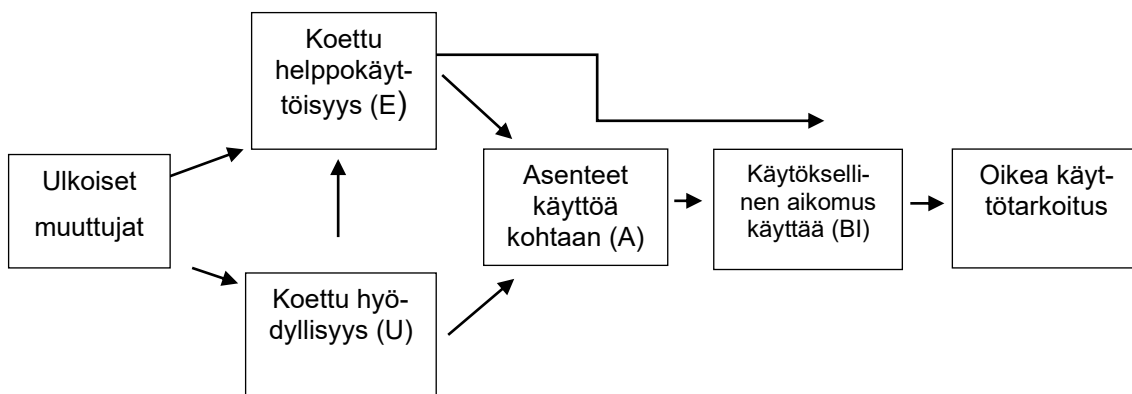 Koettu
helppokäyt-
töisyys (E)
Ulkoiset
muuttujat
Koettu hyö-
dyllisyys (U)
Asenteet
käyttöä
kohtaan (A)
Käytökselli-
nen aikomus
käyttää (BI)
Oikea käyt-
tötarkoitus